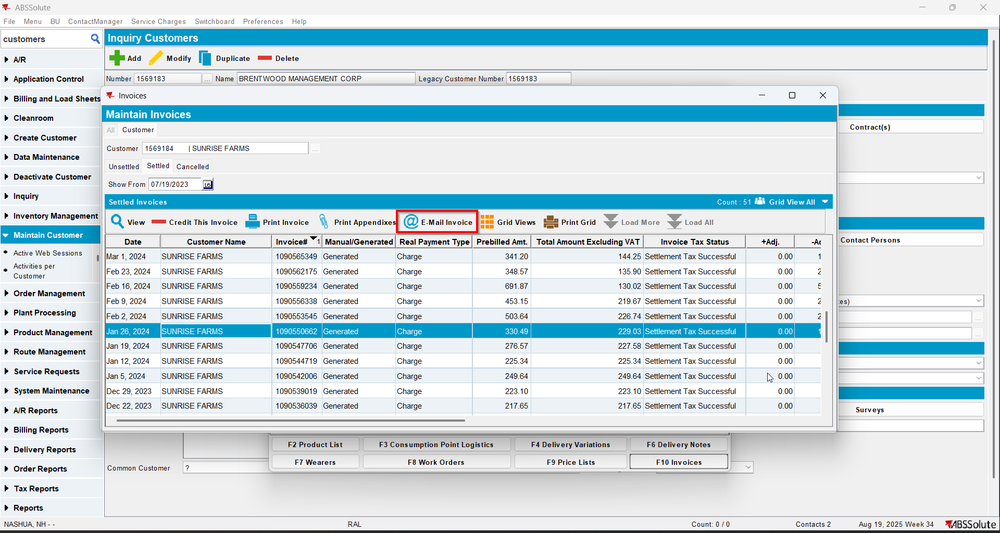 ABSSolute
File Menu BU ContactManager Service Charges Switchboard Preferences Help
customers
Inquiry Customers
Add Modify Duplicate Delete
Number 1569183 ... Name BRENTWOOD MANAGEMENT CORP Legacy Customer Number 1569183
A/R
Application Control
Billing and Load Sheets
Cleanroom
Create Customer
Data Maintenance
Deactivate Customer
Inquiry
Inventory Management
Maintain Customer
Active Web Sessions
Activities per
Customer
Order Management
Plant Processing
Product Management
Route Management
Service Requests
System Maintenance
A/R Reports
Billing Reports
Delivery Reports
Order Reports
Tax Reports
Reports
Invoices
Maintain Invoices
All Customer
Customer 1569184 | SUNRISE FARMS ...
Unsettled Settled Cancelled
Show From 07/19/2023 16
Settled Invoices Count : 51 Grid View All
View Credit This Invoice Print Invoice Print Appendixes @ E-Mail Invoice Grid Views Print Grid Load More Load All
Date Customer Name Invoice# 1 Manual/Generated Real Payment Type Prebilled Amt. Total Amount Excluding VAT Invoice Tax Status +Adj. -Ad
Mar 1, 2024 SUNRISE FARMS 1090565349 Generated Charge 341.20 144.25 Settlement Tax Successful 0.00 1
Feb 23, 2024 SUNRISE FARMS 1090562175 Generated Charge 348.57 135.90 Settlement Tax Successful 0.00 2
Feb 16, 2024 SUNRISE FARMS 1090559234 Generated Charge 691.87 130.02 Settlement Tax Successful 0.00 5
Feb 9, 2024 SUNRISE FARMS 1090556338 Generated Charge 453.15 219.67 Settlement Tax Successful 0.00 2
Feb 2, 2024 SUNRISE FARMS 1090553545 Generated Charge 503.64 226.74 Settlement Tax Successful 0.00 2
Jan 26, 2024 SUNRISE FARMS 1090550662 Generated Charge 330.49 229.03 Settlement Tax Successful 0.00 1
Jan 19, 2024 SUNRISE FARMS 1090547706 Generated Charge 276.57 227.58 Settlement Tax Successful 0.00
Jan 12, 2024 SUNRISE FARMS 1090544719 Generated Charge 225.34 225.34 Settlement Tax Successful 0.00
Jan 5, 2024 SUNRISE FARMS 1090542006 Generated Charge 249.64 249.64 Settlement Tax Successful 0.00
Dec 29, 2023 SUNRISE FARMS 1090539019 Generated Charge 223.10 223.10 Settlement Tax Successful 0.00
Dec 22, 2023 SUNRISE FARMS 1090536039 Generated Charge 217.65 217.65 Settlement Tax Successful 0.00
Contract(s)
Contact Persons
es)
...
...
Surveys
F2 Product List F3 Consumption Point Logistics F4 Delivery Variations F6 Delivery Notes
F7 Wearers F8 Work Orders F9 Price Lists F10 Invoices
Common Customer ?
NASHUA, NH - - RAL Count: 0 / 0 Contacts 2 Aug 19, 2025 Week 34 ABSSolute